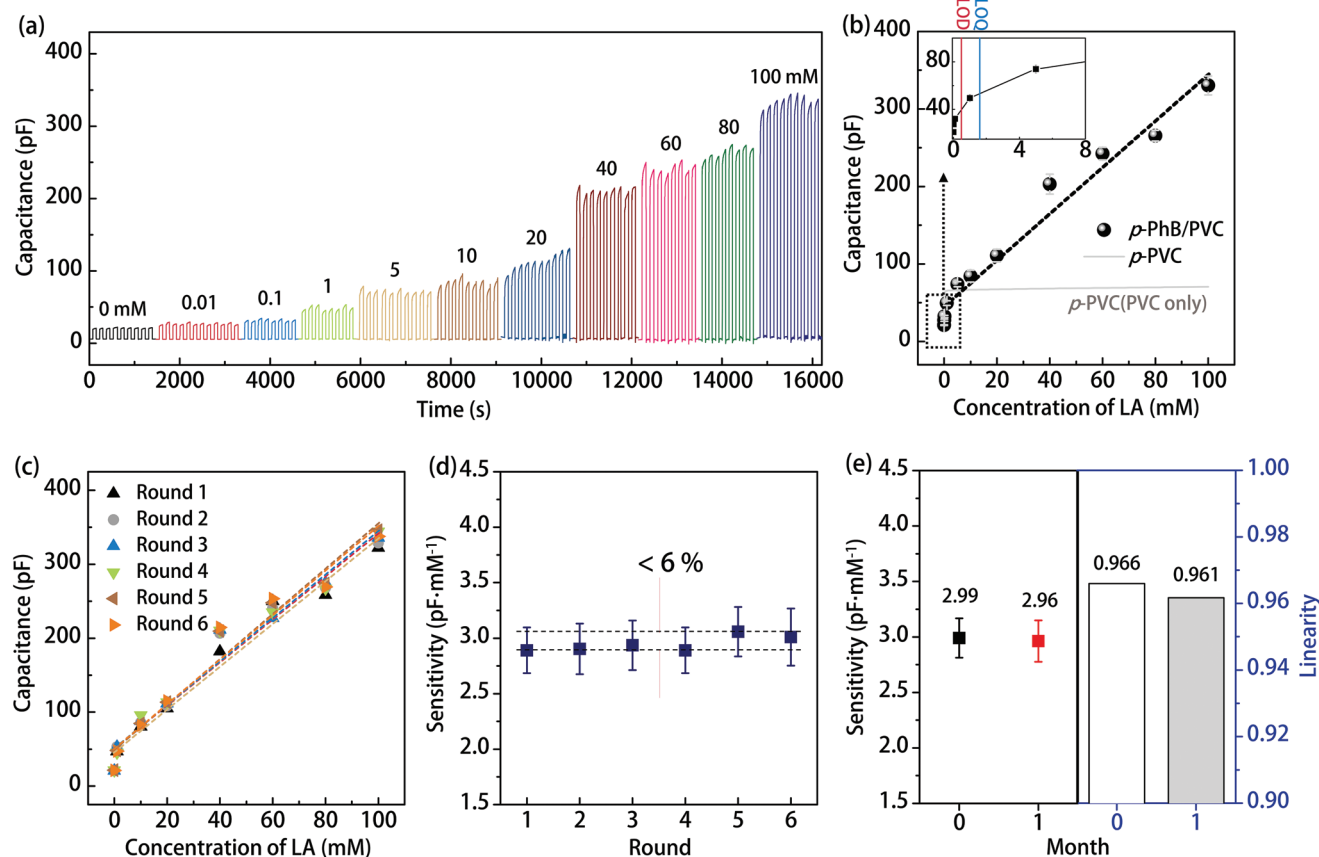 (a)
400
300
200
100
0
Capacitance (pF)
0 mM
0.01
0.1
1
5
10
20
40
60
80
100 mM
0 2000 4000 6000 8000 10000 12000 14000 16000
Time (s)
(b)
LOD
LOQ
400
300
200
100
0
Capacitance (pF)
80
40
0 4 8
p-PhB/PVC
p-PVC
p-PVC(PVC only)
0 20 40 60 80 100
Concentration of LA (mM)
(c)
400
300
200
100
0
Capacitance (pF)
Round 1
Round 2
Round 3
Round 4
Round 5
Round 6
0 20 40 60 80 100
Concentration of LA (mM)
(d)
4.5
4.0
3.5
3.0
2.5
2.0
1.5
Sensitivity (pF·mM-1)
< 6 %
1 2 3 4 5 6
Round
(e)
4.5
4.0
3.5
3.0
2.5
2.0
1.5
Sensitivity (pF·mM-1)
2.99
2.96
0.966
0.961
1.00
0.98
0.96
0.94
0.92
0.90
Linearity
0 1 0 1
Month